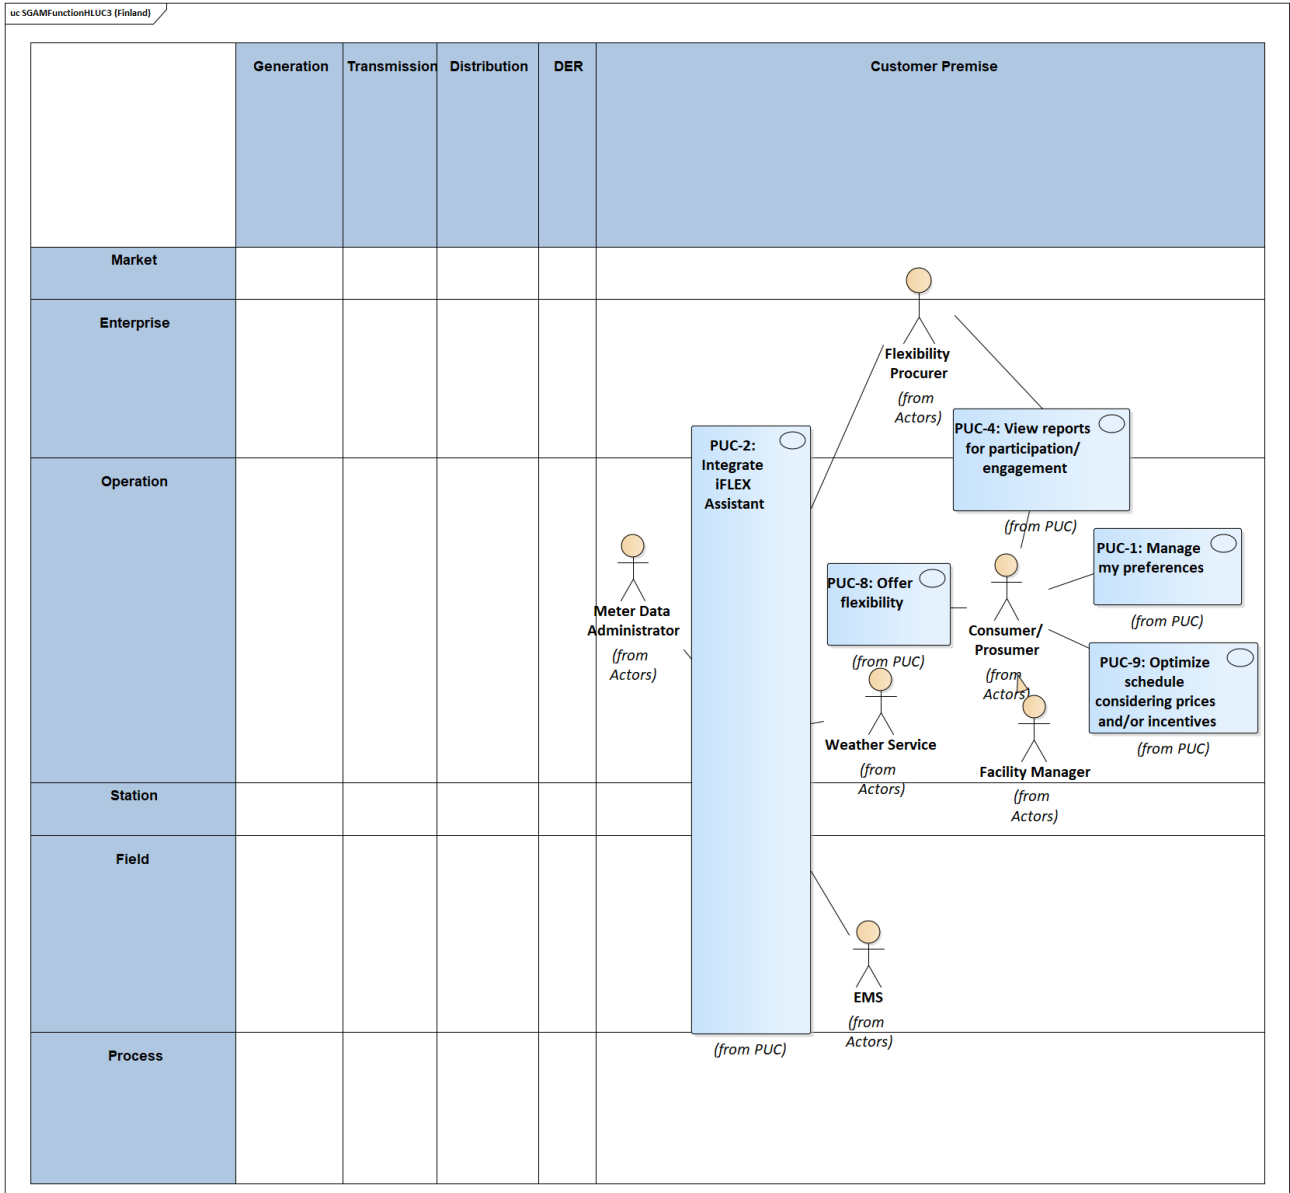 uc SGAMFunctionHLUC3 (Finland)
Generation
Transmission
Distribution
DER
Customer Premise
Market
Enterprise
Flexibility
Procurer
(from
Actors)
PUC-4: View reports
for participation/
engagement
(from PUC)
PUC-2:
Integrate
iFLEX
Assistant
(from PUC)
Operation
Meter Data
Administrator
(from
Actors)
PUC-8: Offer
flexibility
(from PUC)
Consumer/
Prosumer
(from
Actors)
PUC-1: Manage
my preferences
(from PUC)
PUC-9: Optimize
schedule
considering prices
and/or incentives
(from PUC)
Weather Service
(from
Actors)
Facility Manager
(from
Actors)
Station
Field
EMS
(from
Actors)
Process